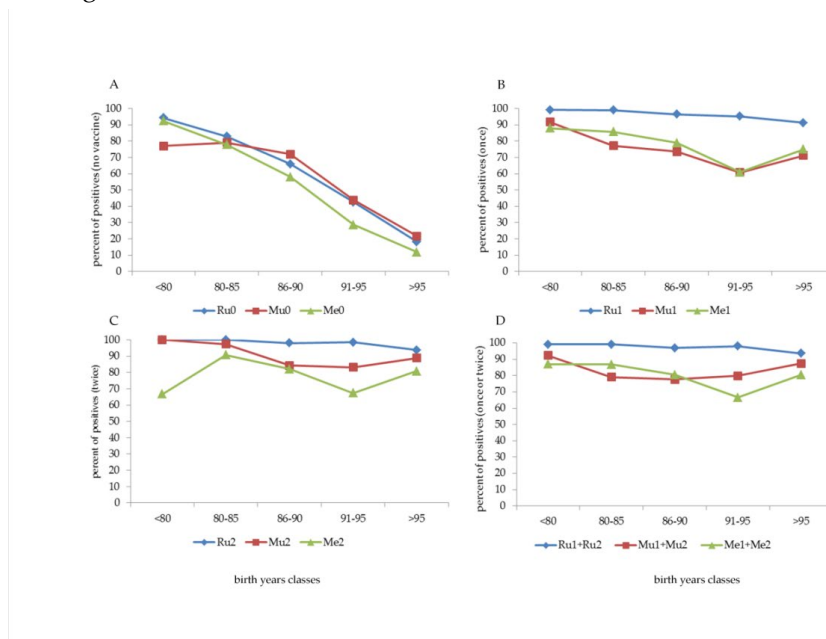 A
percent of positives (no vaccine)
100
90
80
70
60
50
40
30
20
10
0
<80 80-85 86-90 91-95 >95
Ru0 Mu0 Me0
B
percent of positives (once)
100
90
80
70
60
50
40
30
20
10
0
<80 80-85 86-90 91-95 >95
Ru1 Mu1 Me1
C
percent of positives (twice)
100
90
80
70
60
50
40
30
20
10
0
<80 80-85 86-90 91-95 >95
Ru2 Mu2 Me2
birth years classes
D
percent of positives (once or twice)
100
90
80
70
60
50
40
30
20
10
0
<80 80-85 86-90 91-95 >95
Ru1+Ru2 Mu1+Mu2 Me1+Me2
birth years classes